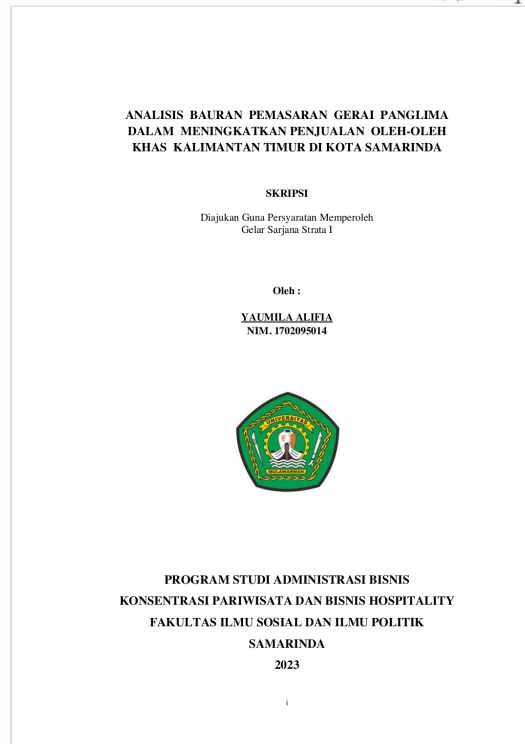 ANALISIS BAURAN PEMASARAN GERAI PANGLIMA
DALAM MENINGKATKAN PENJUALAN OLEH-OLEH
KHAS KALIMANTAN TIMUR DI KOTA SAMARINDA
SKRIPSI
Diajukan Guna Persyaratan Memperoleh
Gelar Sarjana Strata I
Oleh :
YAUMILA ALIFIA
NIM. 1702095014
UNIVERSITAS
MULAWARMAN
PROGRAM STUDI ADMINISTRASI BISNIS
KONSENTRASI PARIWISATA DAN BISNIS HOSPITALITY
FAKULTAS ILMU SOSIAL DAN ILMU POLITIK
SAMARINDA
2023
i